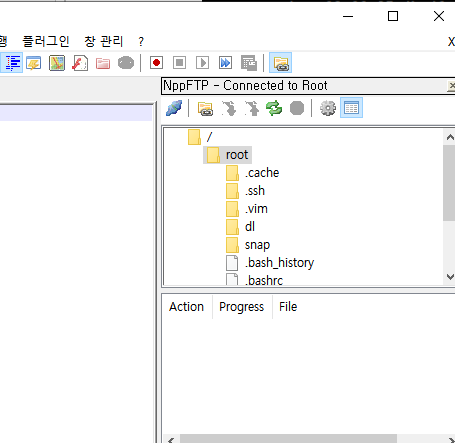 행 플러그인 창 관리 ?
X
NppFTP - Connected to Root
/
root
.cache
.ssh
.vim
dl
snap
.bash_history
.bashrc
Action Progress File